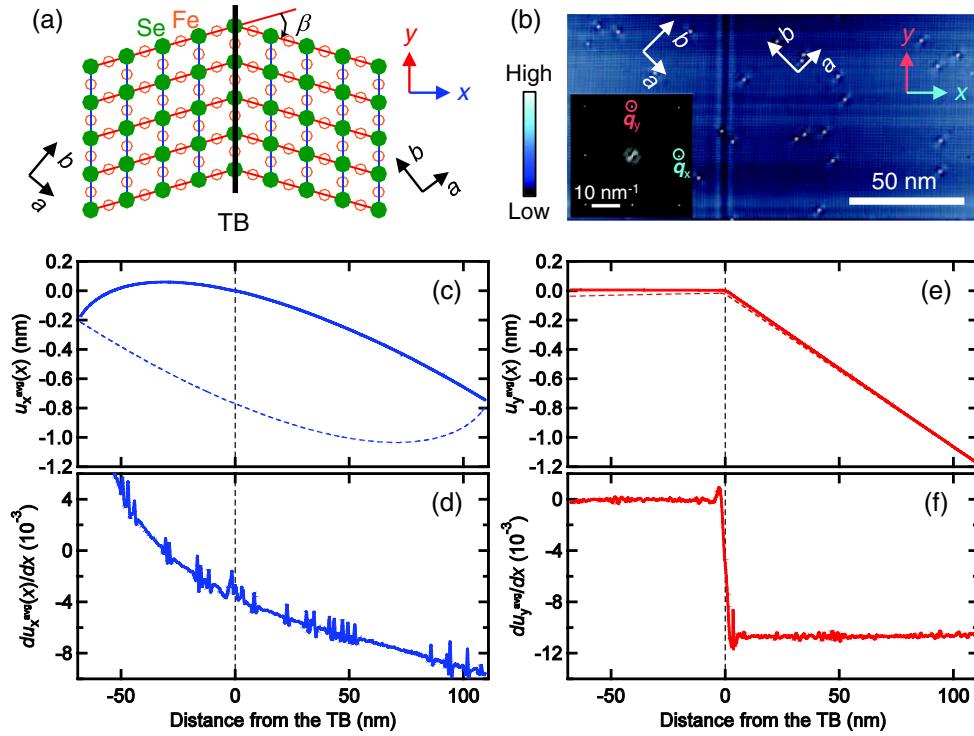 (a)
Se
Fe
β
y
x
b
a
b
a
TB
(b)
High
Low
b
a
b
a
y
x
q_y
q_x
10 nm⁻¹
50 nm
0.2
0.0
-0.2
-0.4
-0.6
-0.8
-1.0
-1.2
u_x^avg(x) (nm)
(c)
4
0
-4
-8
du_x^avg(x)/dx (10⁻³)
(d)
-50
0
50
100
Distance from the TB (nm)
0.2
0.0
-0.2
-0.4
-0.6
-0.8
-1.0
-1.2
u_y^avg(x) (nm)
(e)
0
-4
-8
-12
du_y^avg/dx (10⁻³)
(f)
-50
0
50
100
Distance from the TB (nm)